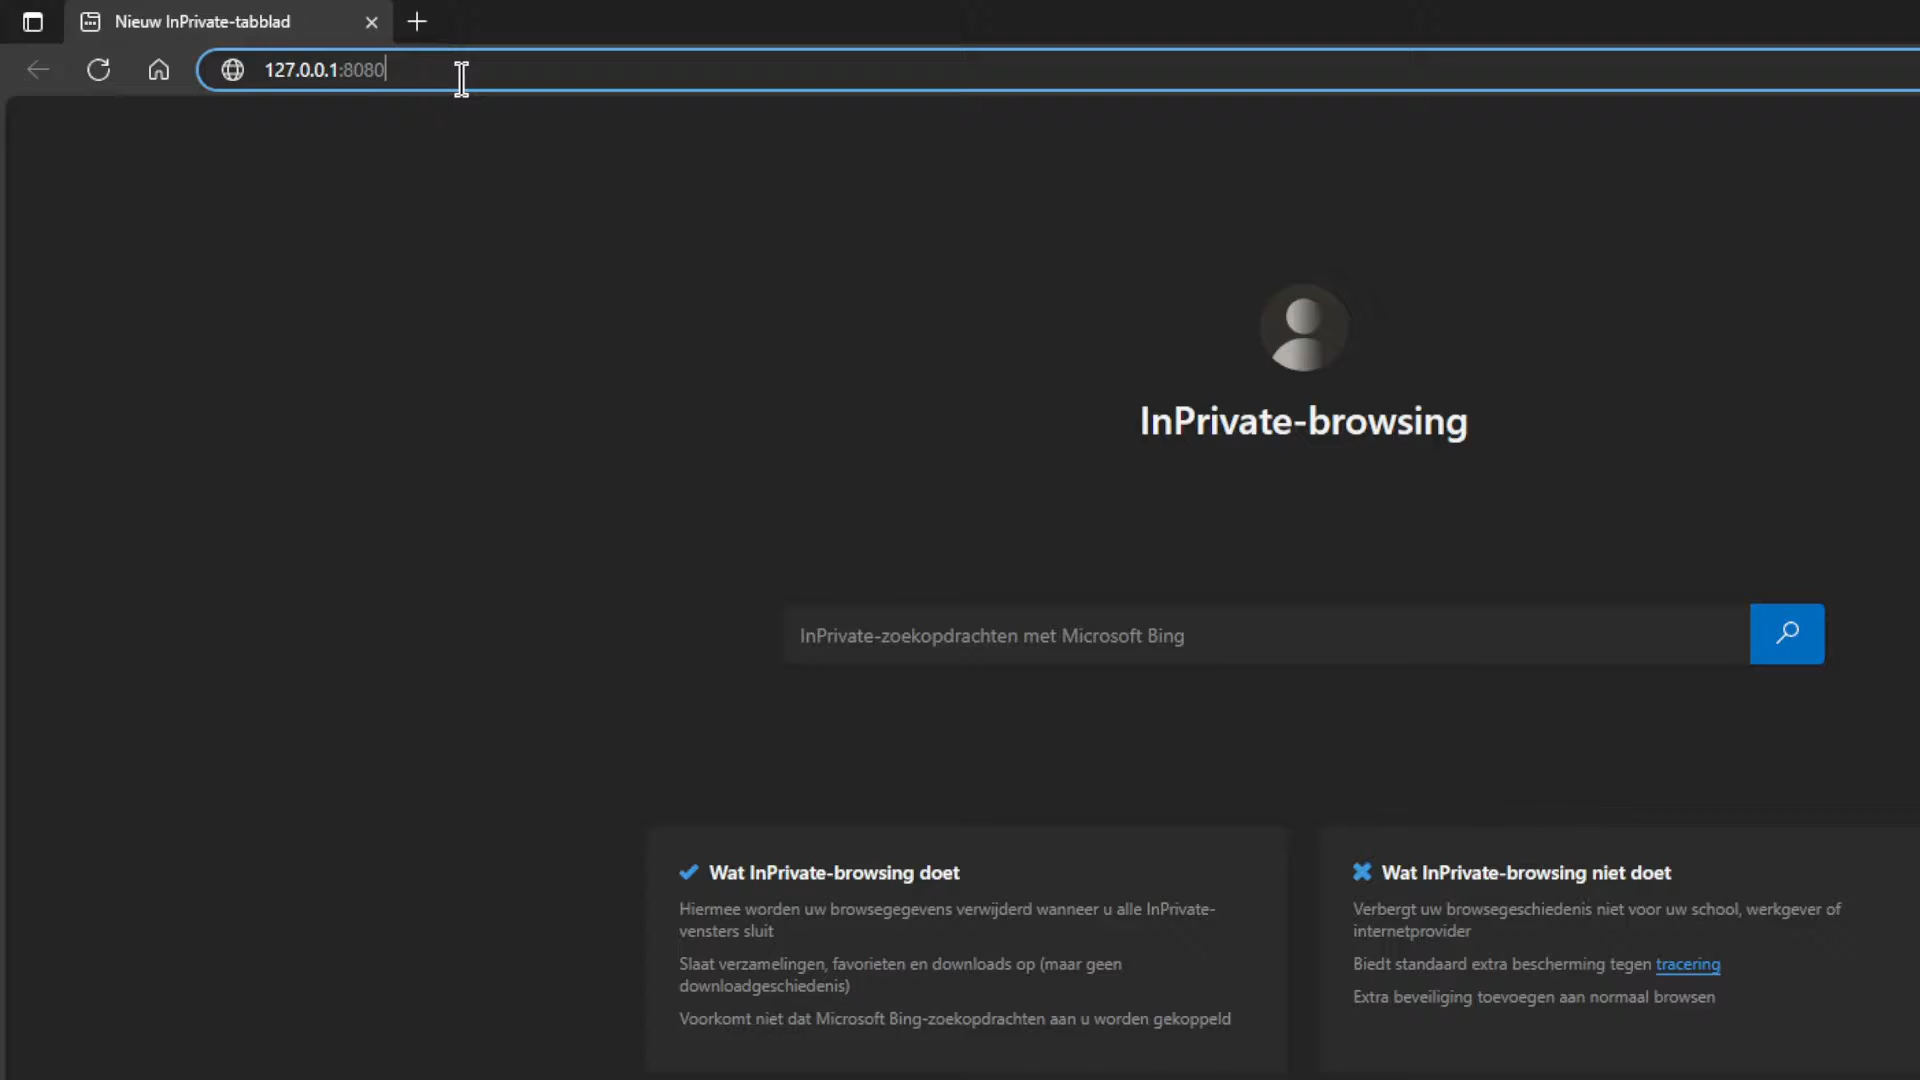 Nieuw InPrivate-tabblad
127.0.0.1:8080
InPrivate-browsing
InPrivate-zoekopdrachten met Microsoft Bing
Wat InPrivate-browsing doet
Hiermee worden uw browsegegevens verwijderd wanneer u alle InPrivate-
vensters sluit
Slaat verzamelingen, favorieten en downloads op (maar geen
downloadgeschiedenis)
Voorkomt niet dat Microsoft Bing-zoekopdrachten aan u worden gekoppeld
Wat InPrivate-browsing niet doet
Verbergt uw browsegeschiedenis niet voor uw school, werkgever of
internetprovider
Biedt standaard extra bescherming tegen tracering
Extra beveiliging toevoegen aan normaal browsen